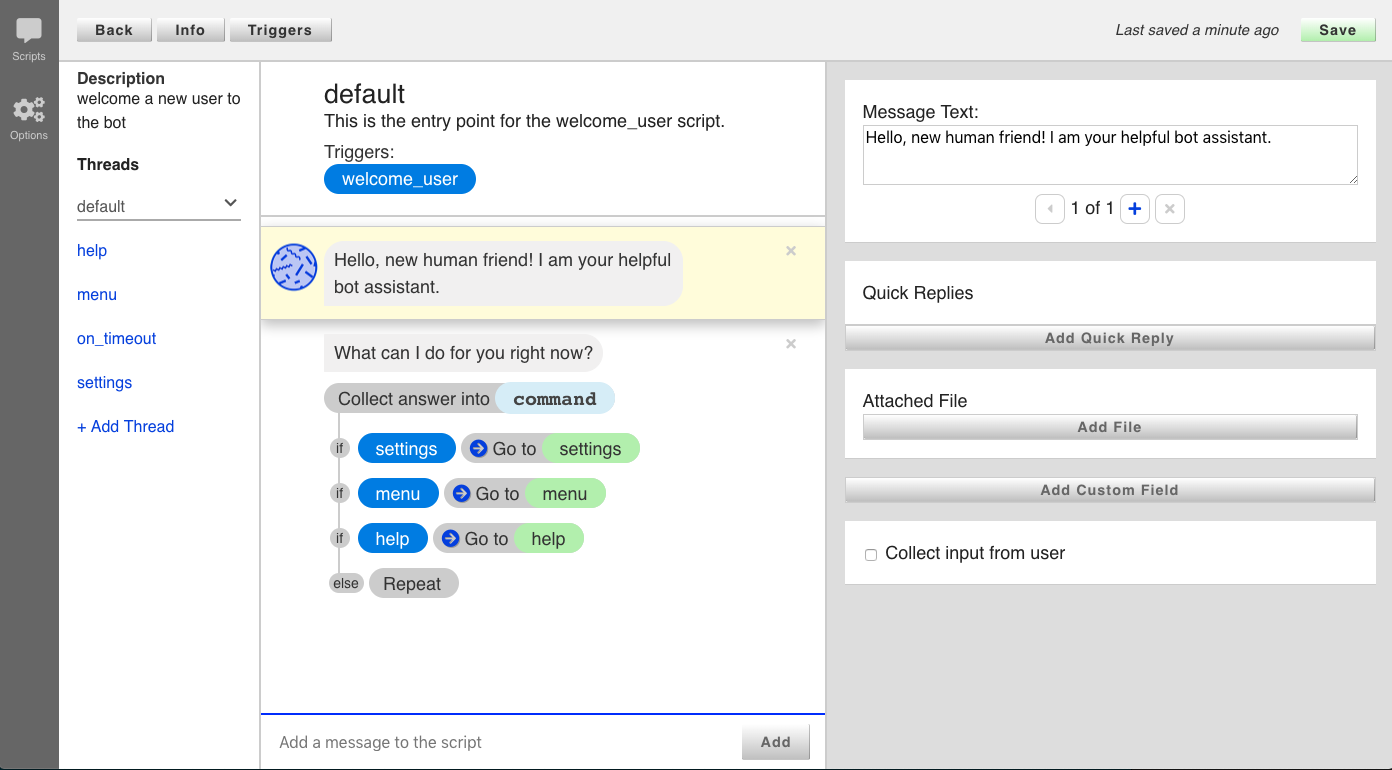 Back Info Triggers Last saved a minute ago Save
Scripts
Options
Description
welcome a new user to
the bot
Threads
default
help
menu
on_timeout
settings
+ Add Thread
default
This is the entry point for the welcome_user script.
Triggers:
welcome_user
Hello, new human friend! I am your helpful
bot assistant.
What can I do for you right now?
Collect answer into command
if settings Go to settings
if menu Go to menu
if help Go to help
else Repeat
Add a message to the script Add
Message Text:
Hello, new human friend! I am your helpful bot assistant.
1 of 1 +
Quick Replies
Add Quick Reply
Attached File
Add File
Add Custom Field
Collect input from user